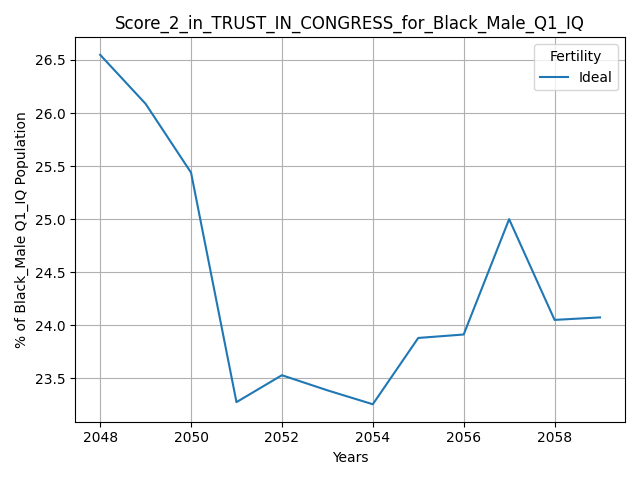 Score_2_in_TRUST_IN_CONGRESS_for_Black_Male_Q1_IQ
Fertility
Ideal
26.5
26.0
25.5
25.0
24.5
24.0
23.5
% of Black_Male Q1_IQ Population
2048 2050 2052 2054 2056 2058
Years